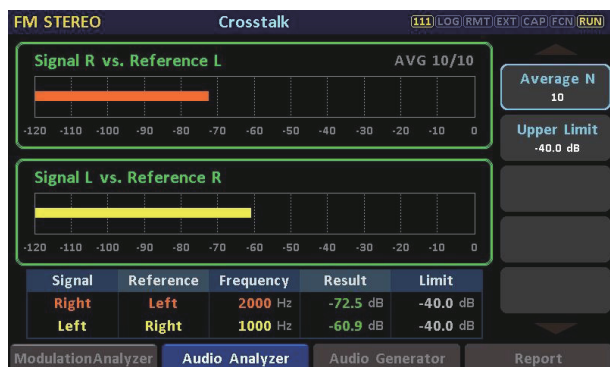 FM STEREO Crosstalk 111 LOG RMT EXT CAP FCN RUN
Signal R vs. Reference L AVG 10/10
-120 -110 -100 -90 -80 -70 -60 -50 -40 -30 -20 -10 0
Signal L vs. Reference R
-120 -110 -100 -90 -80 -70 -60 -50 -40 -30 -20 -10 0
Average N
10
Upper Limit
-40.0 dB
Signal Reference Frequency Result Limit
Right Left 2000 Hz -72.5 dB -40.0 dB
Left Right 1000 Hz -60.9 dB -40.0 dB
ModulationAnalyzer Audio Analyzer Audio Generator Report